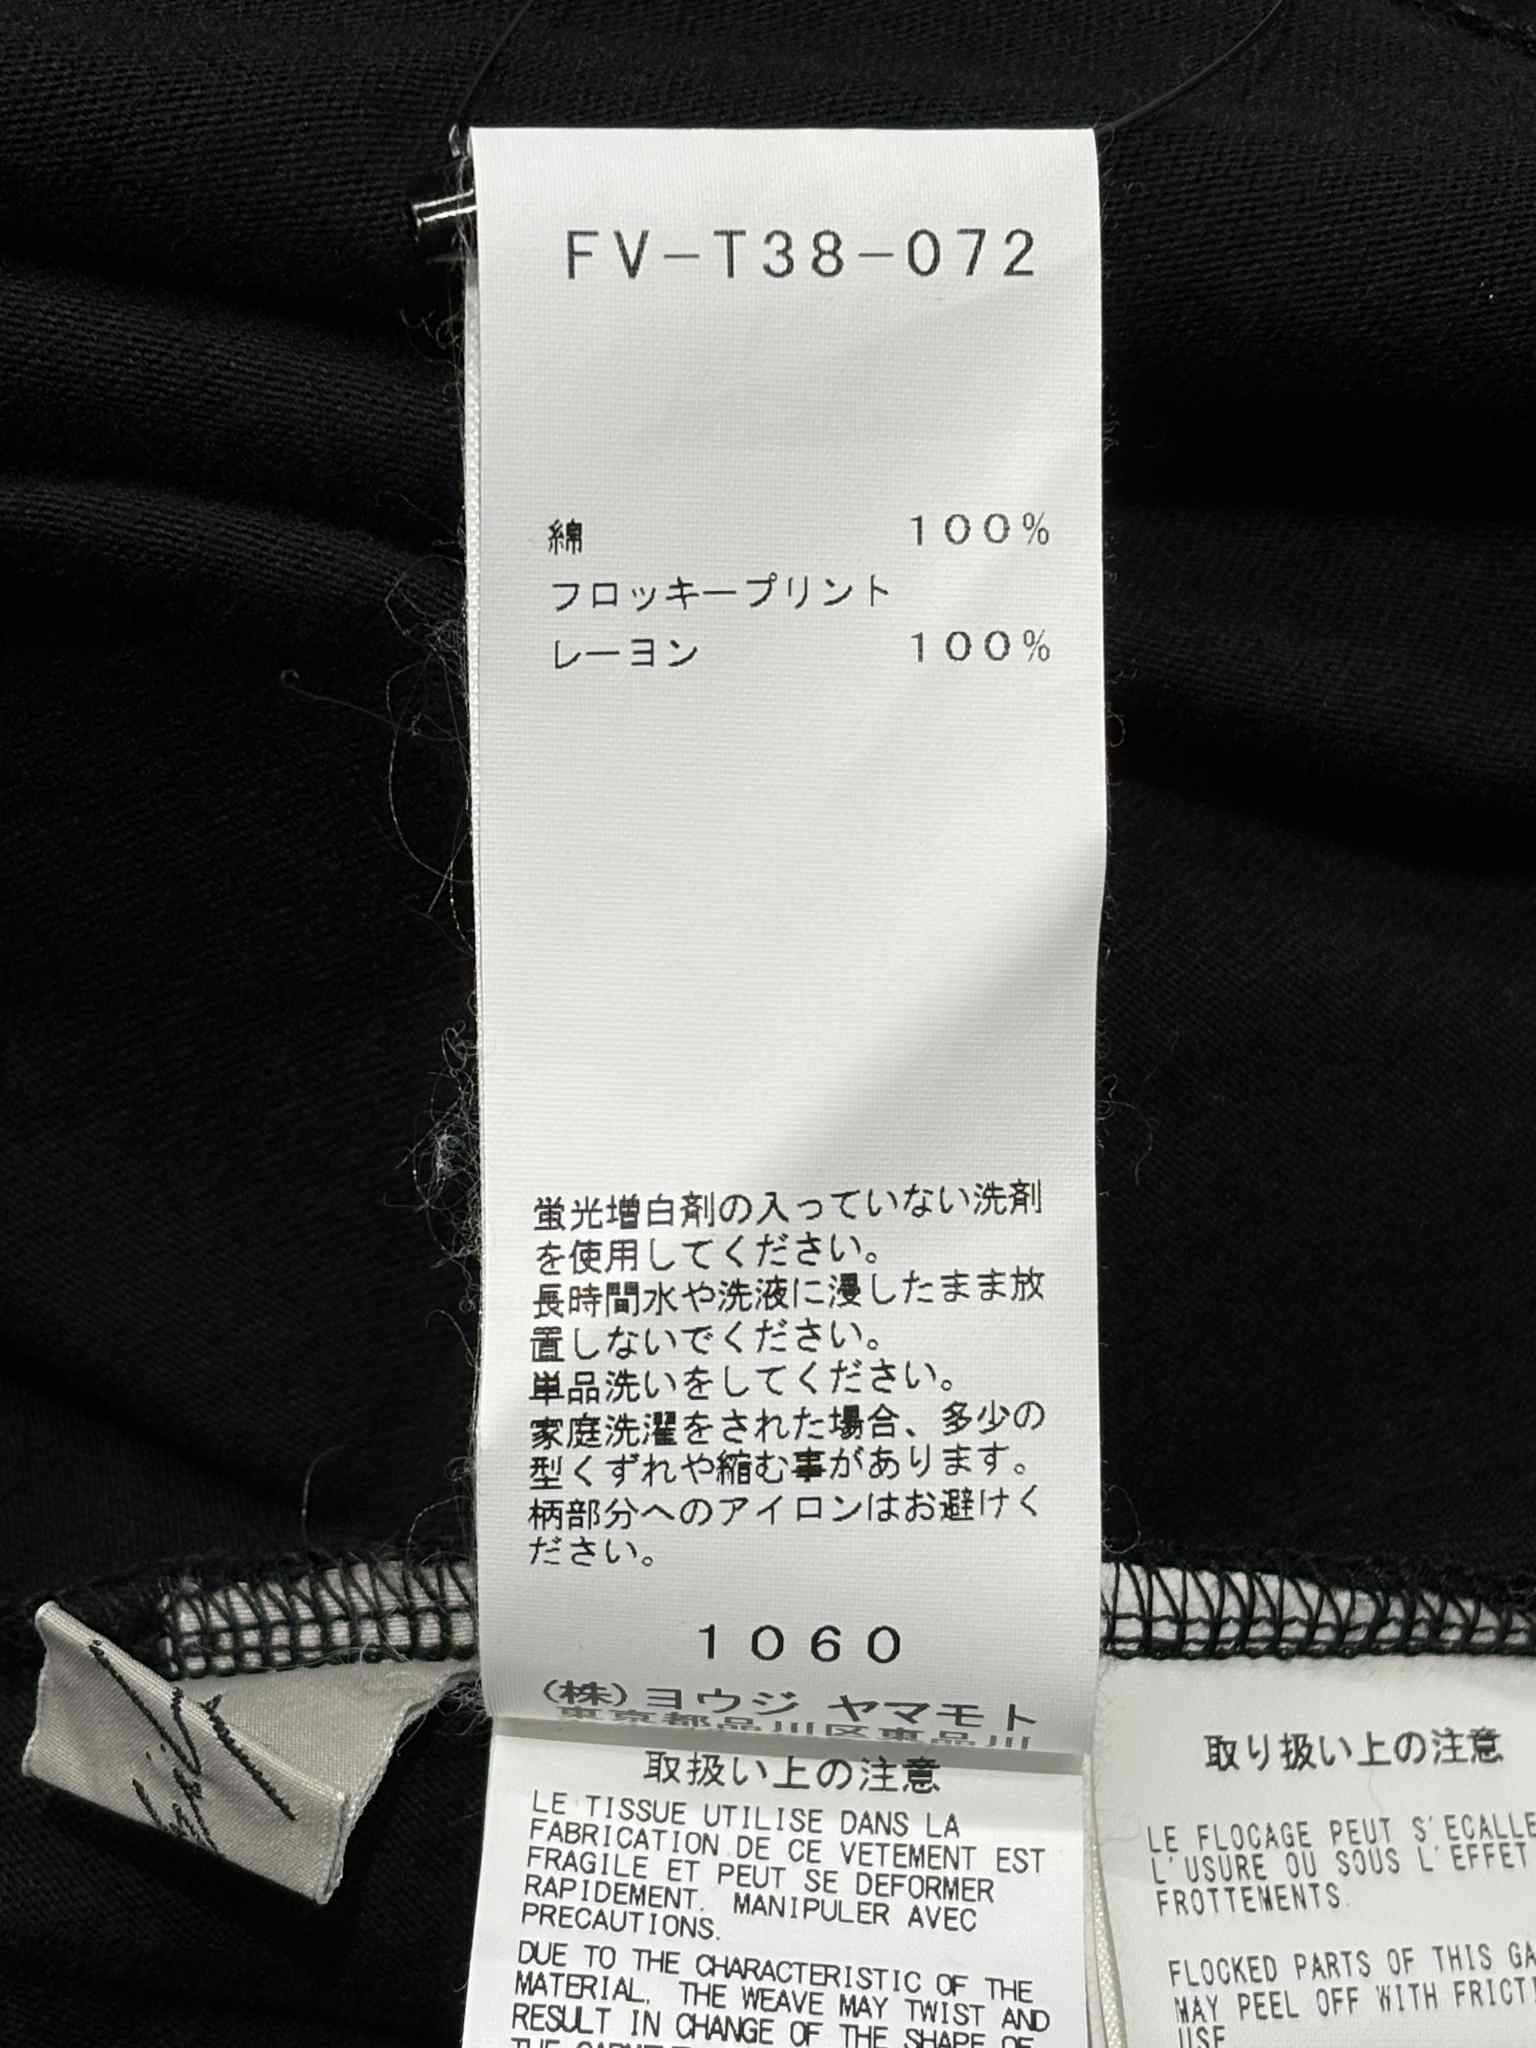 FV-T38-072
綿 100%
フロッキープリント
レーヨン 100%
蛍光増白剤の入っていない洗剤
を使用してください。
長時間水や洗液に浸したまま放
置しないでください。
単品洗いをしてください。
家庭洗濯をされた場合、多少の
型くずれや縮む事があります。
柄部分へのアイロンはお避けく
ださい。
1060
(株)ヨウジ ヤマモト
東京都品川区東品川
取扱い上の注意
LE TISSUE UTILISE DANS LA
FABRICATION DE CE VETEMENT EST
FRAGILE ET PEUT SE DEFORMER
RAPIDEMENT. MANIPULER AVEC
PRECAUTIONS.
DUE TO THE CHARACTERISTIC OF THE
MATERIAL, THE WEAVE MAY TWIST AND
RESULT IN CHANGE OF THE SHAPE OF
取り扱い上の注意
LE FLOCAGE PEUT S'ECALLE
L'USURE OU SOUS L'EFFET
FROTTEMENTS.
FLOCKED PARTS OF THIS GA
MAY PEEL OFF WITH FRICTI
USE